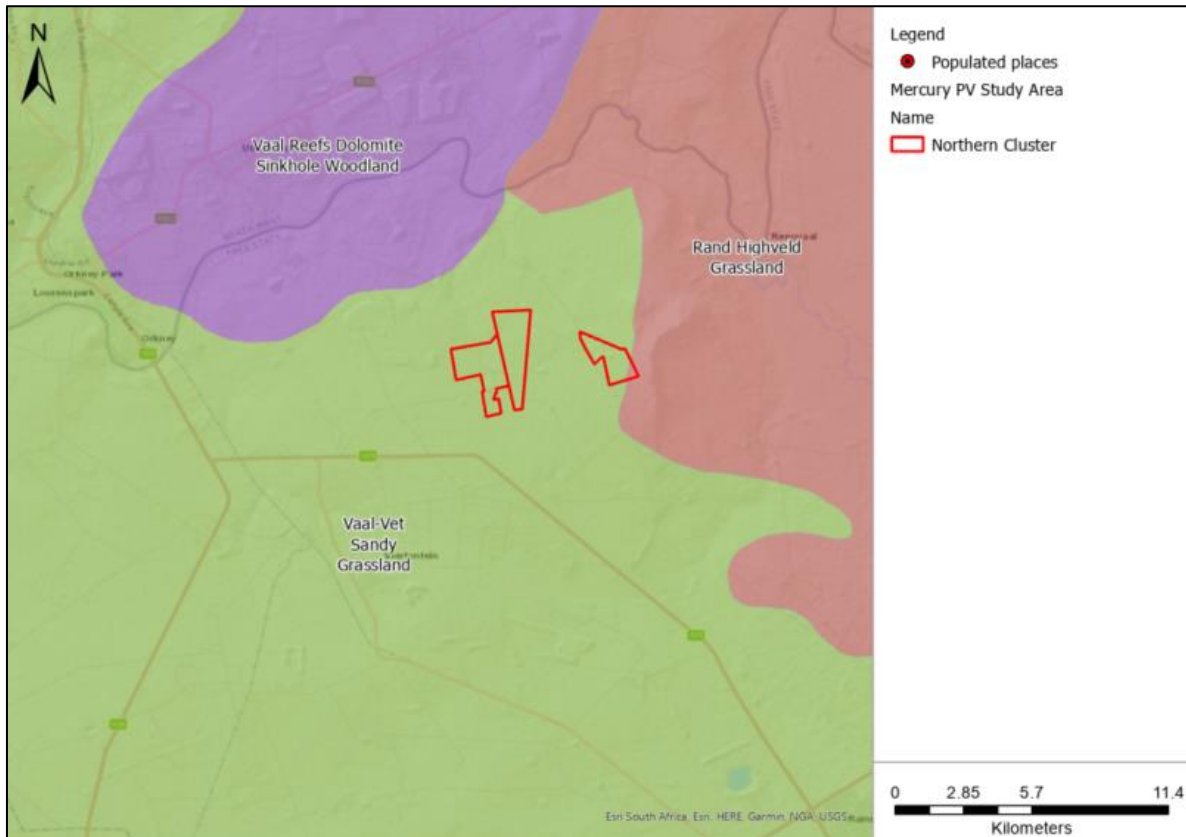 N
Vaal Reefs Dolomite
Sinkhole Woodland
Rand Highveld
Grassland
Orkney Park
Orkney
Vaal-Vet
Sandy
Grassland
Esri South Africa, Esri, HERE, Garmin, NGA, USGS
Legend
Populated places
Mercury PV Study Area
Name
Northern Cluster
0 2.85 5.7 11.4
Kilometers